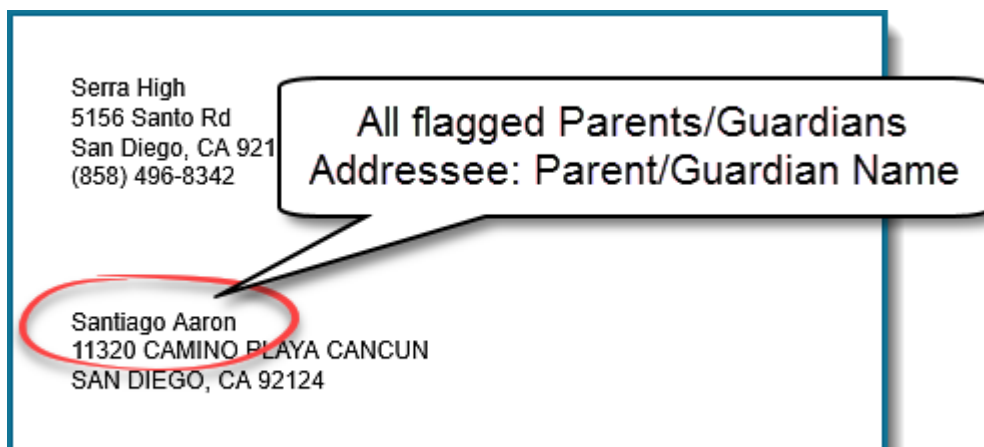 Serra High
5156 Santo Rd
San Diego, CA 921
(858) 496-8342
All flagged Parents/Guardians
Addressee: Parent/Guardian Name
Santiago Aaron
11320 CAMINO PLAYA CANCUN
SAN DIEGO, CA 92124